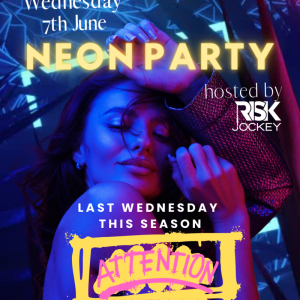 Wednesday
7th June
NEON PARTY
hosted by
RISK
JOCKEY
LAST WEDNESDAY
THIS SEASON
ATTENTION